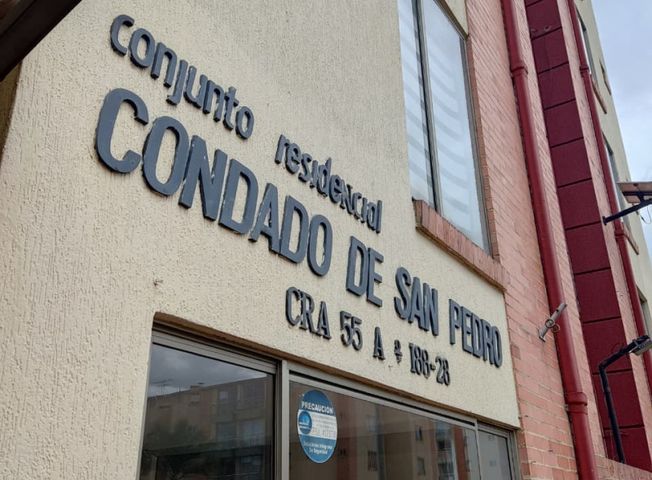 conjunto residencial
CONDADO DE SAN PEDRO
CRA 55 A # 188-28
PRECAUCION